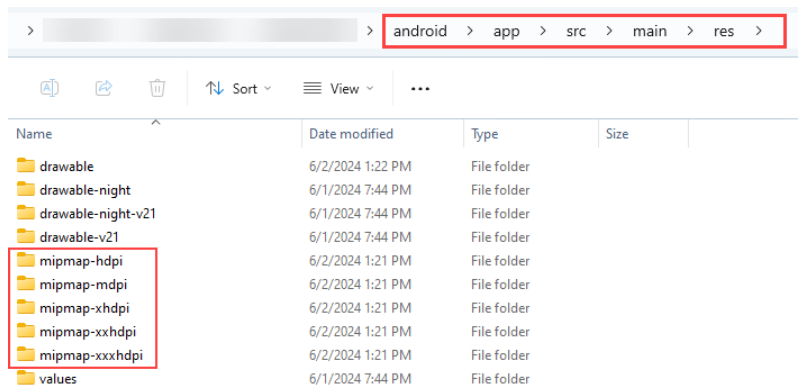 android > app > src > main > res >
Sort View ...
Name Date modified Type Size
drawable 6/2/2024 1:22 PM File folder
drawable-night 6/1/2024 7:44 PM File folder
drawable-night-v21 6/1/2024 7:44 PM File folder
drawable-v21 6/1/2024 7:44 PM File folder
mipmap-hdpi 6/2/2024 1:21 PM File folder
mipmap-mdpi 6/2/2024 1:21 PM File folder
mipmap-xhdpi 6/2/2024 1:21 PM File folder
mipmap-xxhdpi 6/2/2024 1:21 PM File folder
mipmap-xxxhdpi 6/2/2024 1:21 PM File folder
values 6/1/2024 7:44 PM File folder